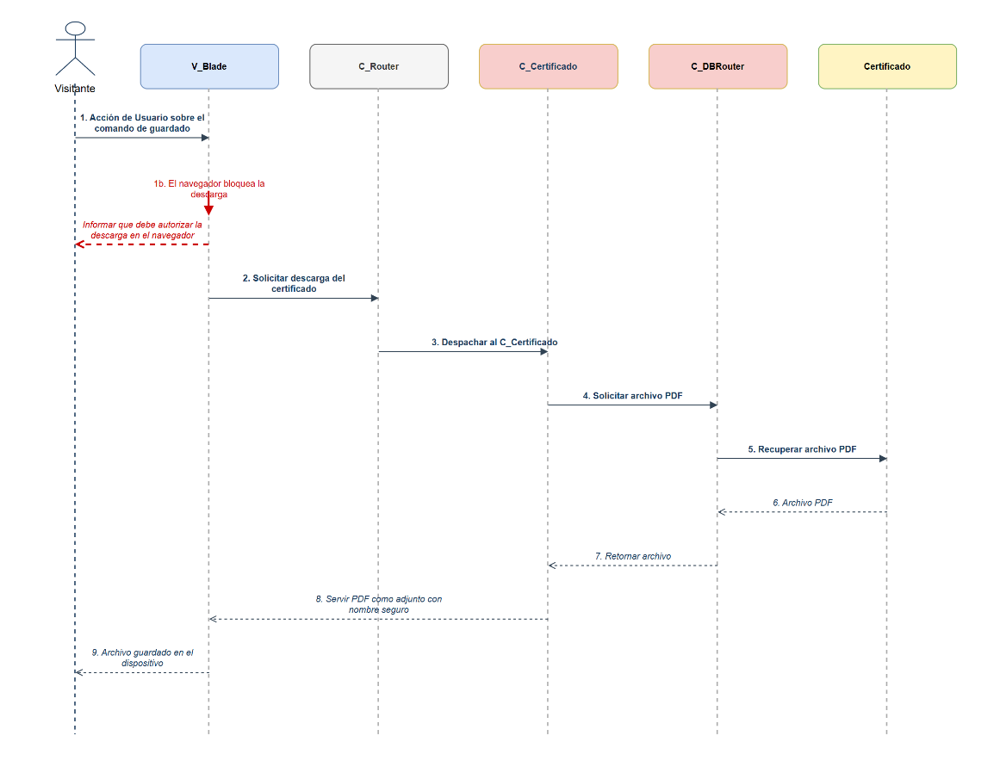 Visitante
V_Blade
C_Router
C_Certificado
C_DBRouter
Certificado
1. Acción de Usuario sobre el
comando de guardado
1b. El navegador bloquea la
descarga
Informar que debe autorizar la
descarga en el navegador
2. Solicitar descarga del
certificado
3. Despachar al C_Certificado
4. Solicitar archivo PDF
5. Recuperar archivo PDF
6. Archivo PDF
7. Retornar archivo
8. Servir PDF como adjunto con
nombre seguro
9. Archivo guardado en el
dispositivo